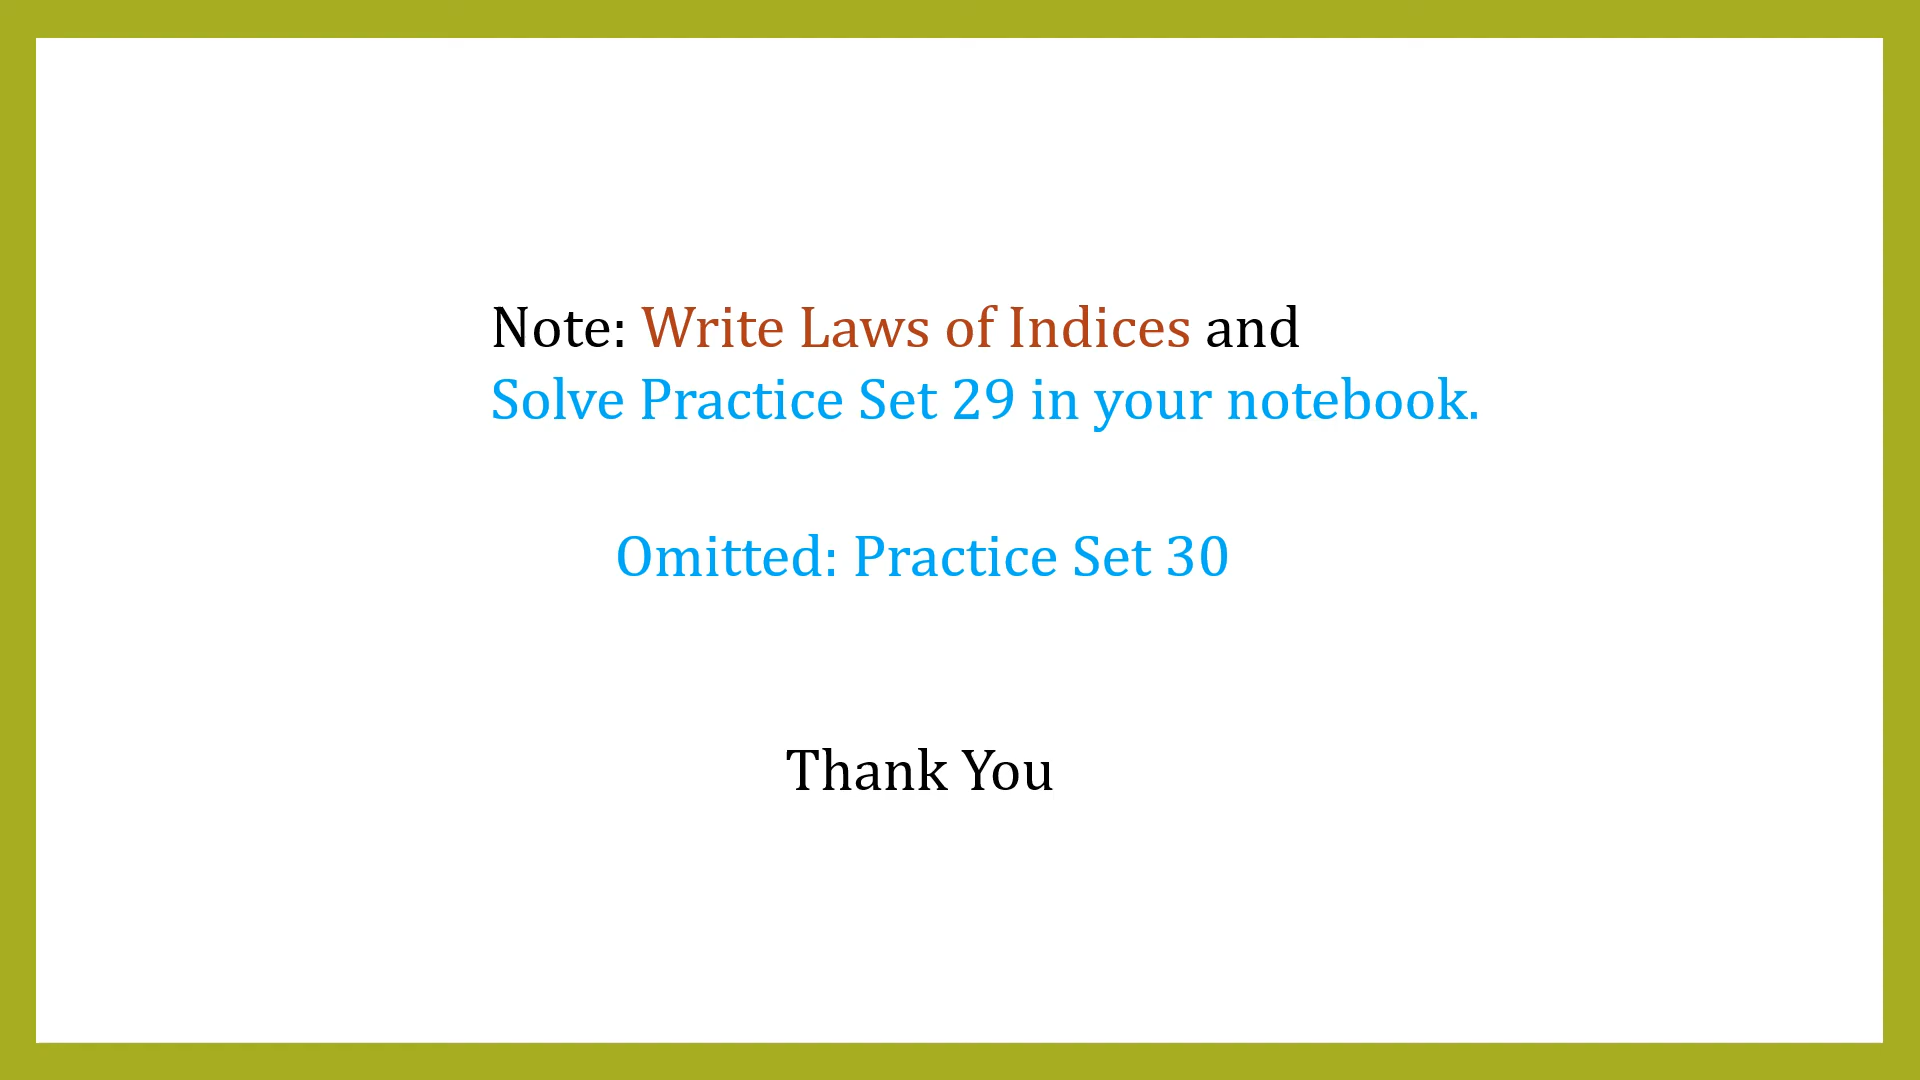 Note: Write Laws of Indices and
Solve Practice Set 29 in your notebook.
Omitted: Practice Set 30
Thank You